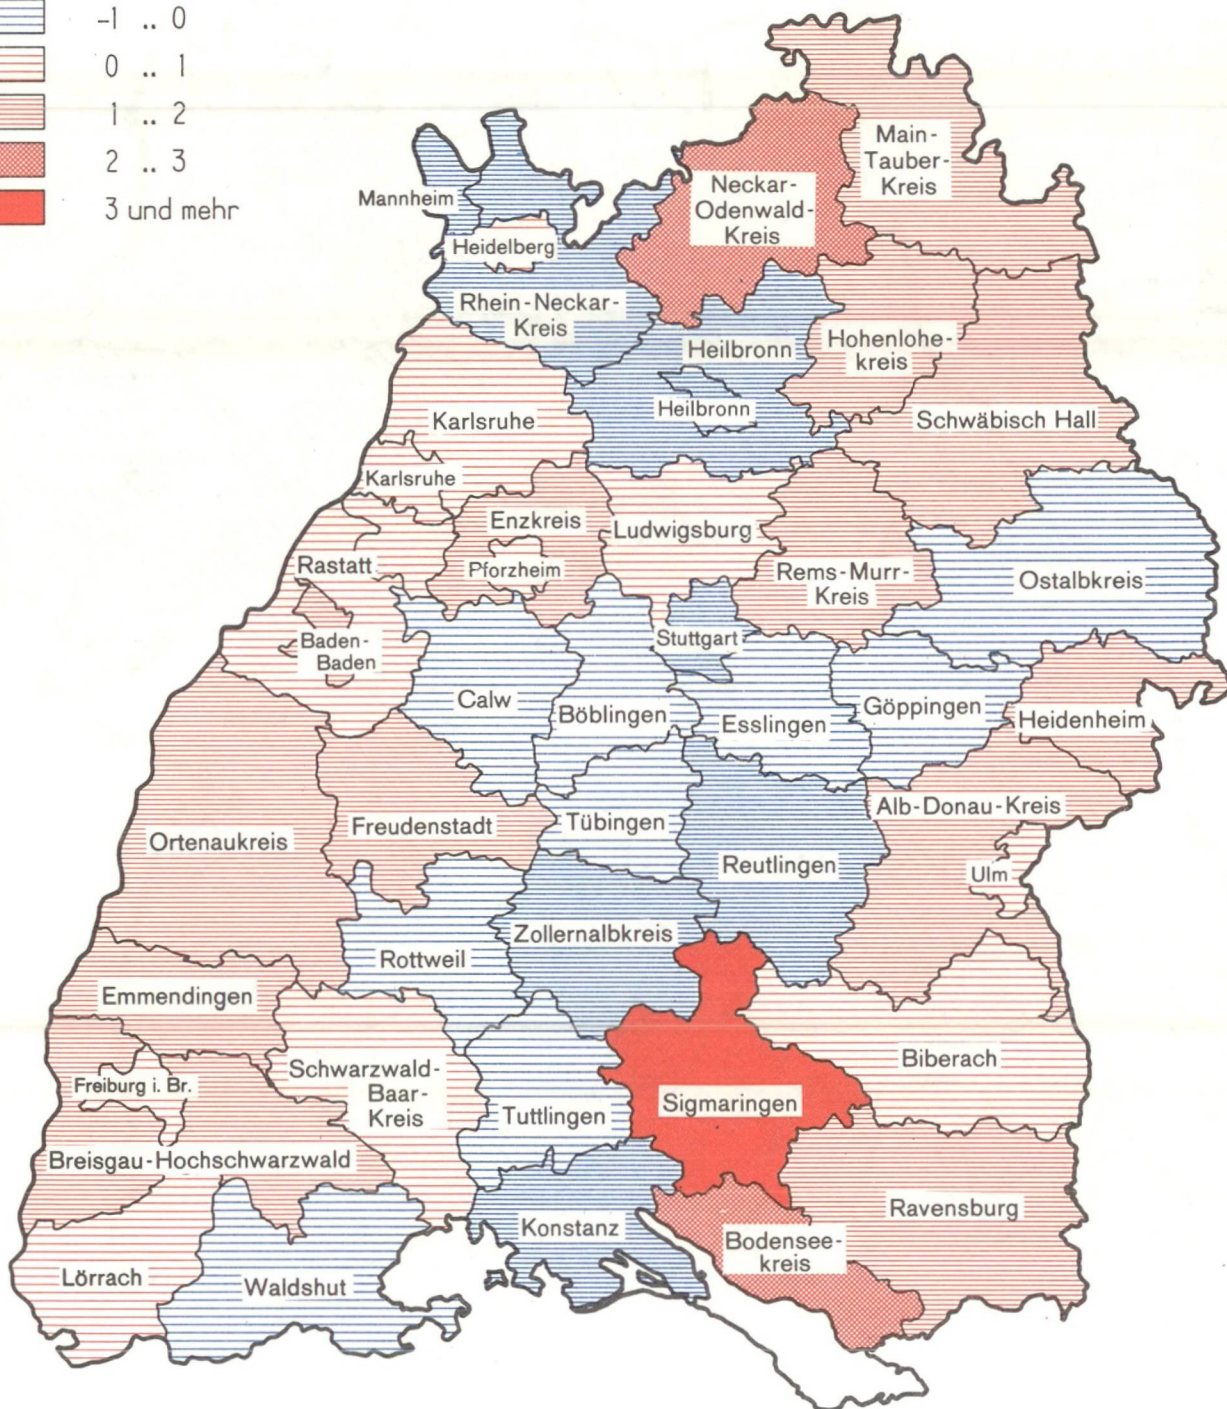 -1 .. 0
0 .. 1
1 .. 2
2 .. 3
3 und mehr
Main-
Tauber-
Kreis
Neckar-
Odenwald-
Kreis
Mannheim
Heidelberg
Rhein-Neckar-
Kreis
Heilbronn
Hohenlohe-
kreis
Heilbronn
Karlsruhe
Schwäbisch Hall
Karlsruhe
Enzkreis
Ludwigsburg
Rastatt
Pforzheim
Rems-Murr-
Kreis
Ostalbkreis
Baden-
Baden
Stuttgart
Calw
Böblingen
Esslingen
Göppingen
Heidenheim
Alb-Donau-Kreis
Ortenaukreis
Freudenstadt
Tübingen
Reutlingen
Ulm
Zollernalbkreis
Rottweil
Emmendingen
Schwarzwald-
Baar-
Kreis
Biberach
Freiburg i. Br.
Tuttlingen
Sigmaringen
Breisgau-Hochschwarzwald
Ravensburg
Konstanz
Bodensee-
kreis
Lörrach
Waldshut